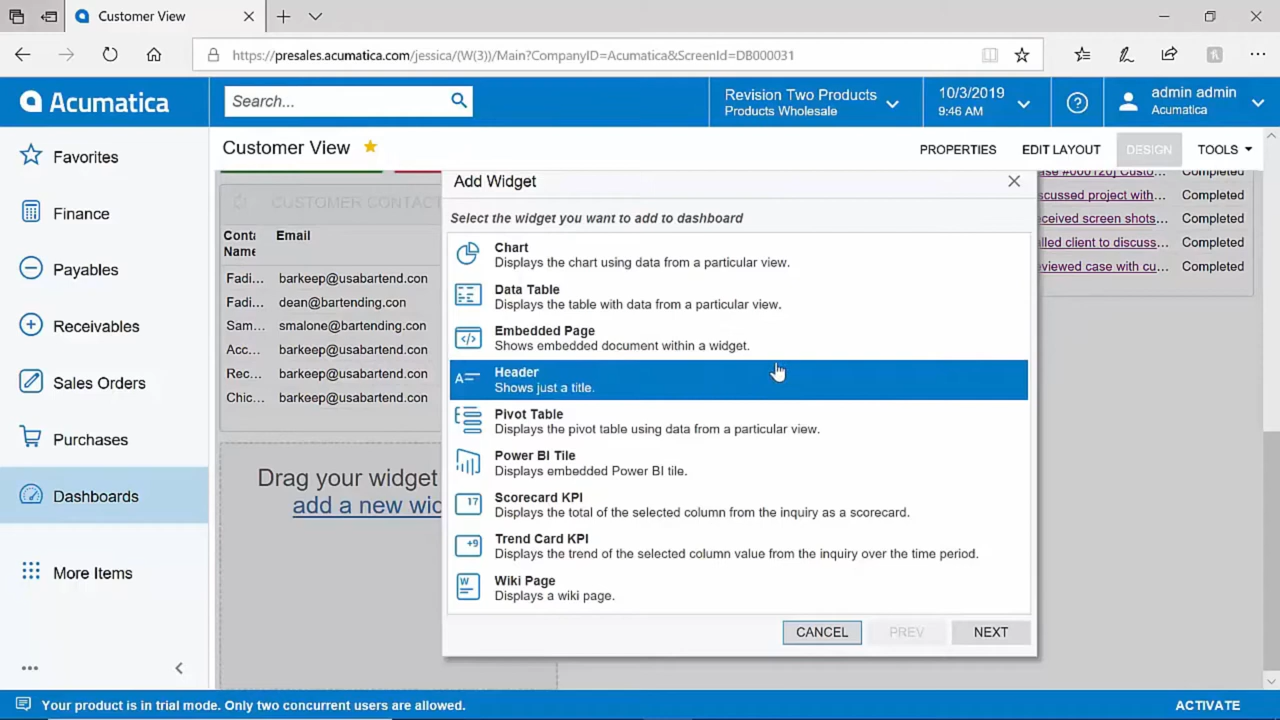 Customer View
https://presales.acumatica.com/jessica/(W(3))/Main?CompanyID=Acumatica&ScreenId=DB000031
Acumatica
Search...
Revision Two Products
Products Wholesale
10/3/2019
9:46 AM
admin admin
Acumatica
Favorites
Finance
Payables
Receivables
Sales Orders
Purchases
Dashboards
More Items
Customer View
PROPERTIES
EDIT LAYOUT
DESIGN
TOOLS
CUSTOMER CONTACT
Conta Email
Name
Fadi... barkeep@usabartend.con
Fadi... dean@bartending.con
Sam... smalone@bartending.con
Acc... barkeep@usabartend.con
Rec... barkeep@usabartend.con
Chic... barkeep@usabartend.con
Drag your widget
add a new wi
Add Widget
Select the widget you want to add to dashboard
Chart
Displays the chart using data from a particular view.
Data Table
Displays the table with data from a particular view.
Embedded Page
Shows embedded document within a widget.
Header
Shows just a title.
Pivot Table
Displays the pivot table using data from a particular view.
Power BI Tile
Displays embedded Power BI tile.
17
Scorecard KPI
Displays the total of the selected column from the inquiry as a scorecard.
+9
Trend Card KPI
Displays the trend of the selected column value from the inquiry over the time period.
W
Wiki Page
Displays a wiki page.
CANCEL
PREV
NEXT
ase #000120] Custo... Completed
scussed project with... Completed
ceived screen shots... Completed
lled client to discuss... Completed
viewed case with cu... Completed
Your product is in trial mode. Only two concurrent users are allowed.
ACTIVATE